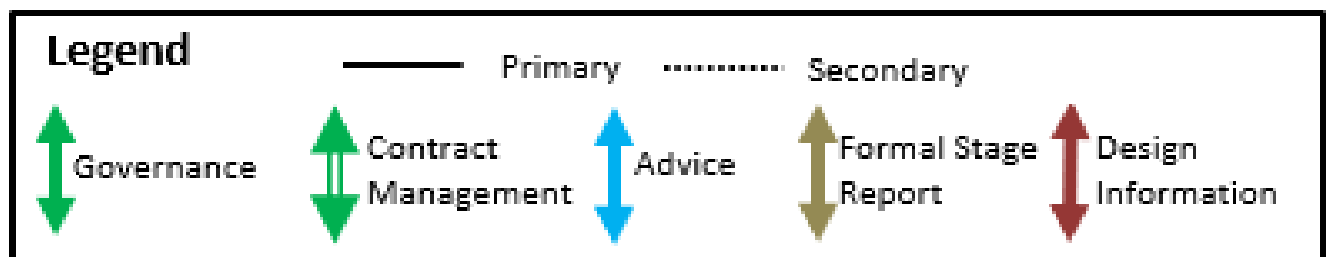 Legend
Primary
Secondary
Governance
Contract
Management
Advice
Formal Stage
Report
Design
Information